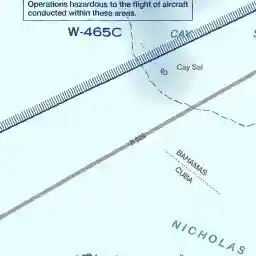 Operations hazardous to the flight of aircraft
conducted within these areas.
W-465C
CAY
S
Cay Sal
BAHAMAS
CUBA
NICHOLAS